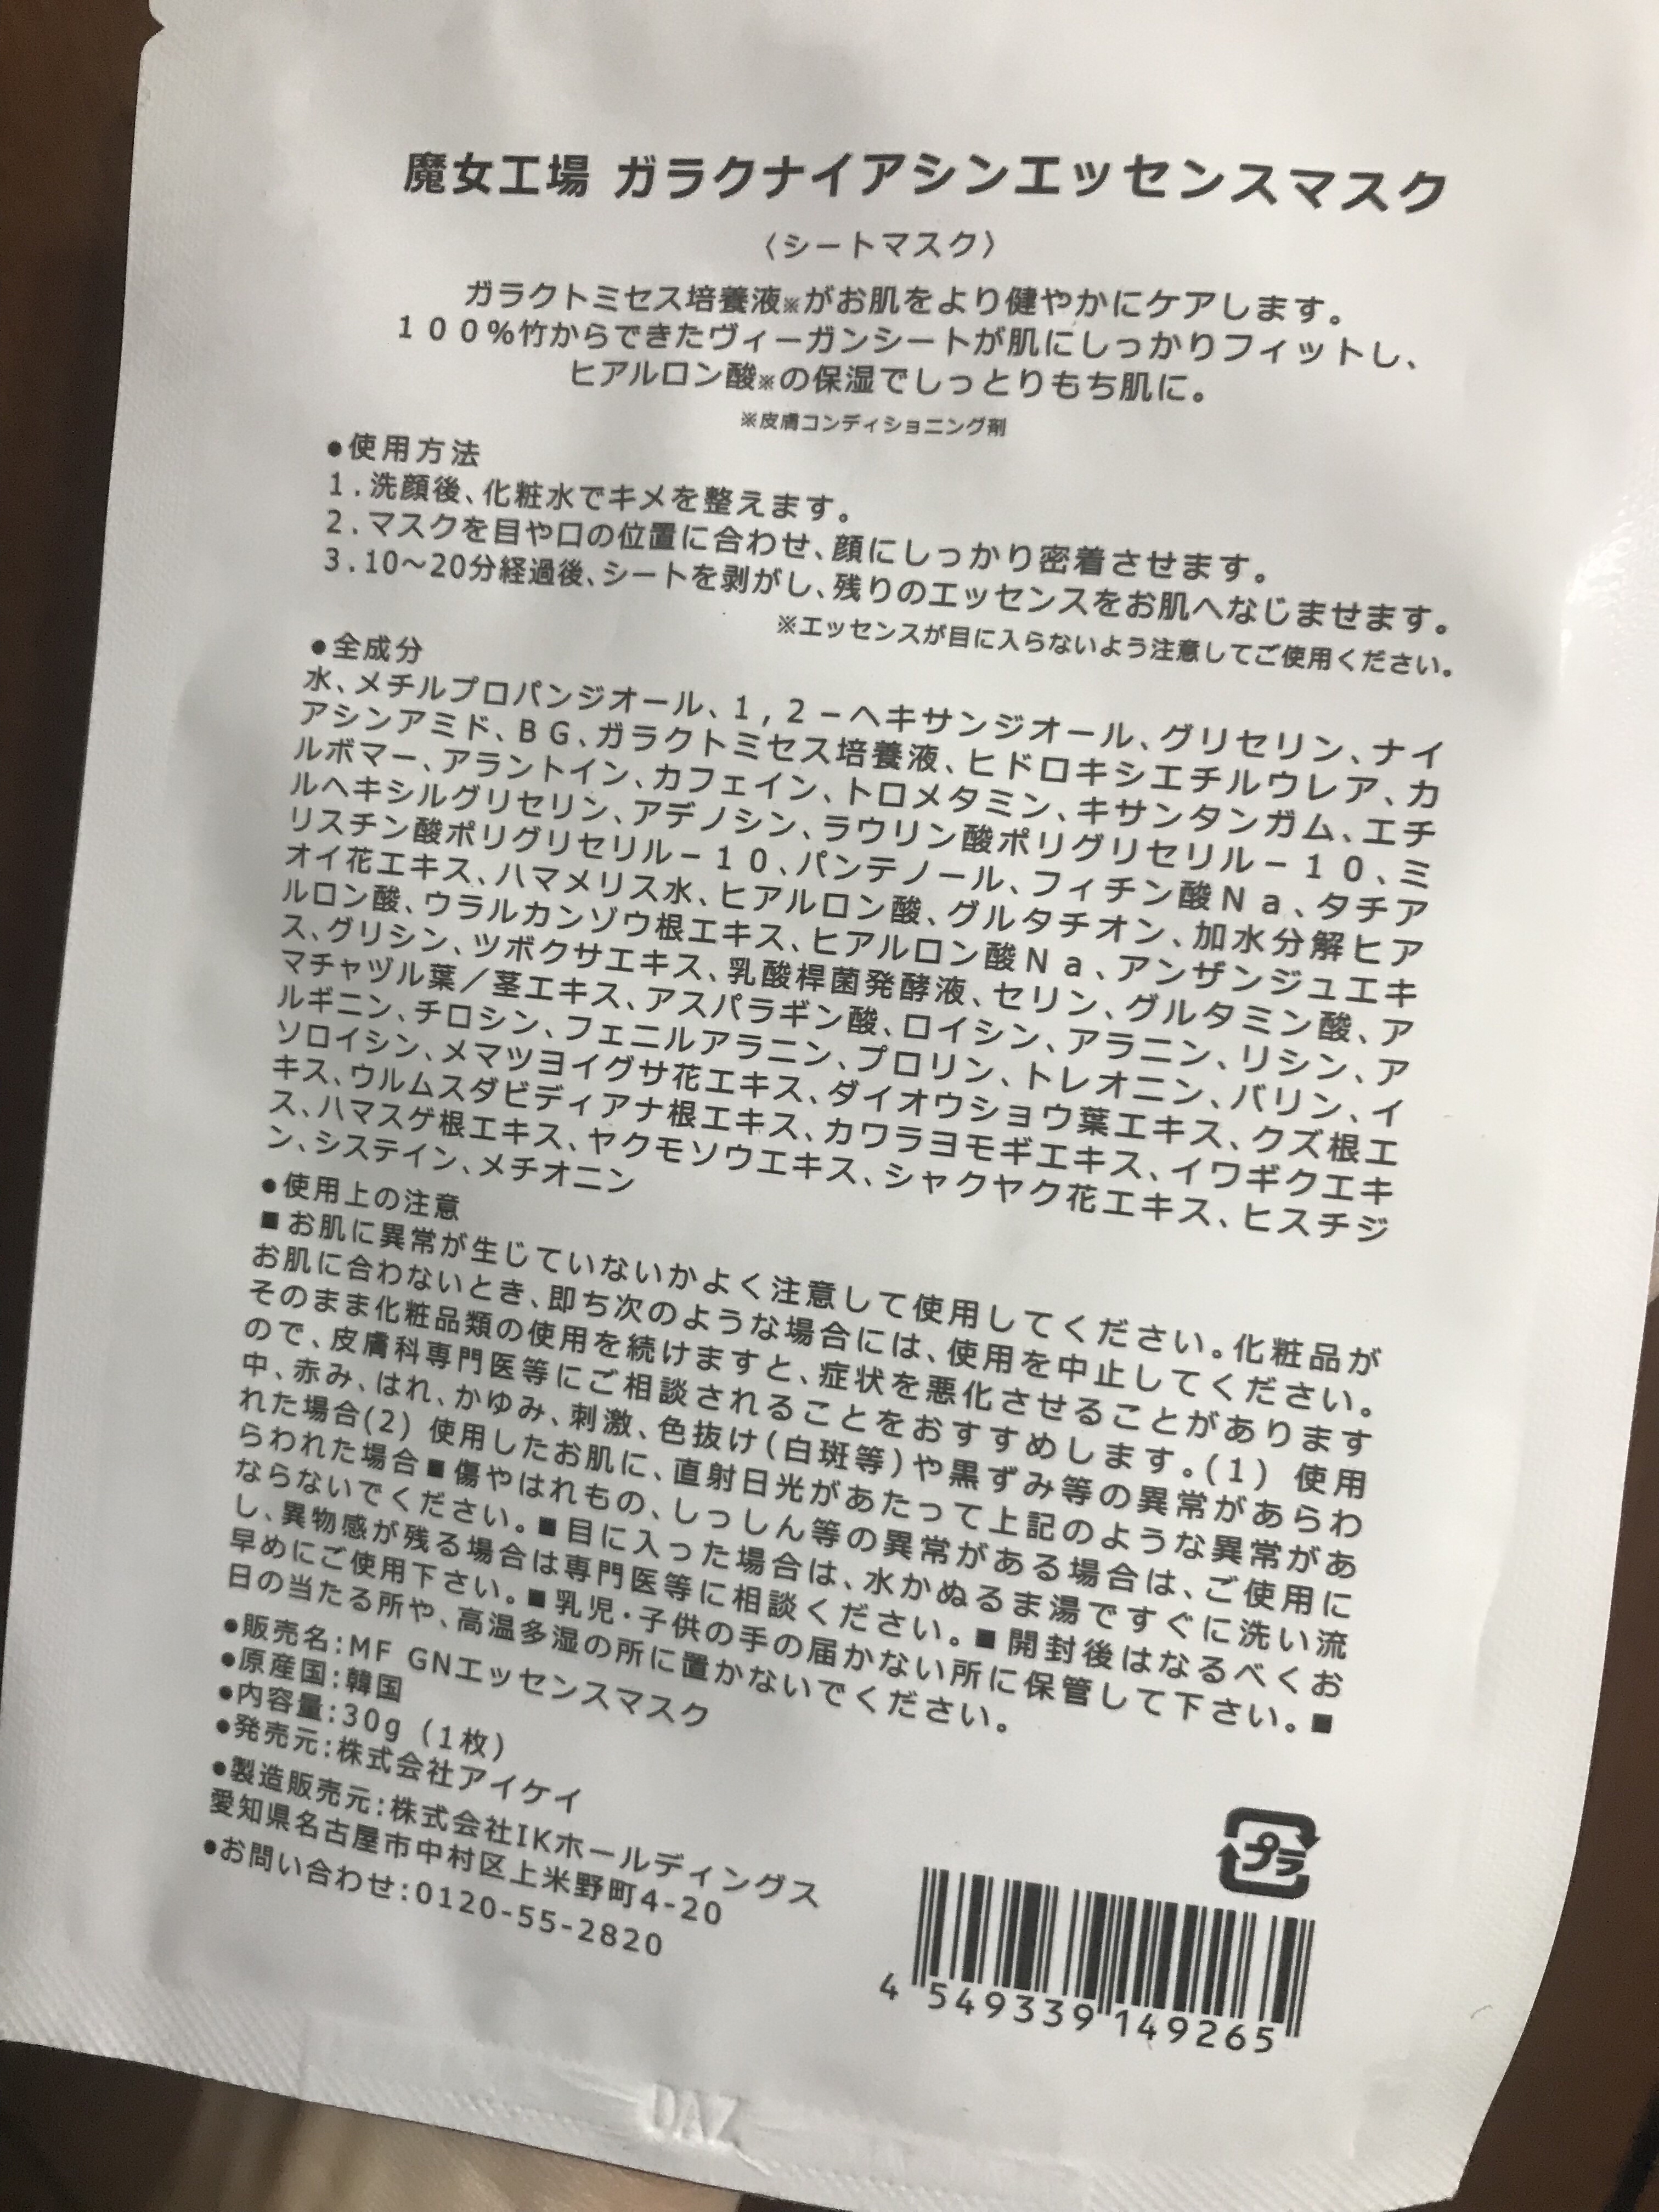 魔女工場 ガラクナイアシンエッセンスマスク
〈シートマスク〉
ガラクトミセス培養液※がお肌をより健やかにケアします。
１００％竹からできたヴィーガンシートが肌にしっかりフィットし、
ヒアルロン酸※の保湿でしっとりもち肌に。
※皮膚コンディショニング剤
●使用方法
1.洗顔後、化粧水でキメを整えます。
2.マスクを目や口の位置に合わせ、顔にしっかり密着させます。
3.10～20分経過後、シートを剥がし、残りのエッセンスをお肌へなじませます。
※エッセンスが目に入らないよう注意してご使用ください。
●全成分
水、メチルプロパンジオール、１，２－ヘキサンジオール、グリセリン、ナイ
アシンアミド、ＢＧ、ガラクトミセス培養液、ヒドロキシエチルウレア、カ
ルボマー、アラントイン、カフェイン、トロメタミン、キサンタンガム、エチ
ルヘキシルグリセリン、アデノシン、ラウリン酸ポリグリセリル－１０、ミ
リスチン酸ポリグリセリル－１０、パンテノール、フィチン酸Ｎａ、タチア
オイ花エキス、ハマメリス水、ヒアルロン酸、グルタチオン、加水分解ヒア
ルロン酸、ウラルカンゾウ根エキス、ヒアルロン酸Ｎａ、アンザンジュエキ
ス、グリシン、ツボクサエキス、乳酸桿菌発酵液、セリン、グルタミン酸、ア
マチャヅル葉／茎エキス、アスパラギン酸、ロイシン、アラニン、リシン、ア
ルギニン、チロシン、フェニルアラニン、プロリン、トレオニン、バリン、イ
ソロイシン、メマツヨイグサ花エキス、ダイオウショウ葉エキス、クズ根エ
キス、ウルムスダビディアナ根エキス、カワラヨモギエキス、イワギクエキ
ス、ハマスゲ根エキス、ヤクモソウエキス、シャクヤク花エキス、ヒスチジ
ン、システイン、メチオニン
●使用上の注意
■お肌に異常が生じていないかよく注意して使用してください。化粧品が
お肌に合わないとき、即ち次のような場合には、使用を中止してください。
そのまま化粧品類の使用を続けますと、症状を悪化させることがあります
ので、皮膚科専門医等にご相談されることをおすすめします。(1) 使用
中、赤み、はれ、かゆみ、刺激、色抜け(白斑等)や黒ずみ等の異常があらわ
れた場合(2) 使用したお肌に、直射日光があたって上記のような異常があ
らわれた場合■傷やはれもの、しっしん等の異常がある場合は、ご使用に
ならないでください。■目に入った場合は、水かぬるま湯ですぐに洗い流
し、異物感が残る場合は専門医等に相談ください。■開封後はなるべくお
早めにご使用下さい。■乳児・子供の手の届かない所に保管して下さい。■
日の当たる所や、高温多湿の所に置かないでください。
●販売名:MF GNエッセンスマスク
●原産国:韓国
●内容量:30g (1枚)
●発売元:株式会社アイケイ
●製造販売元:株式会社IKホールディングス
愛知県名古屋市中村区上米野町4-20
●お問い合わせ:0120-55-2820
プラ
4 549339 149265
DAZ